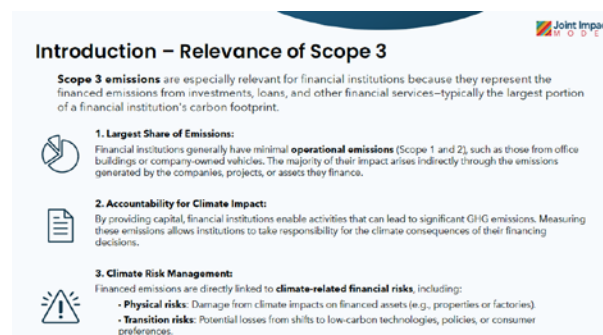 Joint Impac
MODE
Introduction – Relevance of Scope 3
Scope 3 emissions are especially relevant for financial institutions because they represent the
financed emissions from investments, loans, and other financial services–typically the largest portion
of a financial institution's carbon footprint.
1. Largest Share of Emissions:
Financial institutions generally have minimal operational emissions (Scope 1 and 2), such as those from office
buildings or company-owned vehicles. The majority of their impact arises indirectly through the emissions
generated by the companies, projects, or assets they finance.
2. Accountability for Climate Impact:
By providing capital, financial institutions enable activities that can lead to significant GHG emissions. Measuring
these emissions allows institutions to take responsibility for the climate consequences of their financing
decisions.
3. Climate Risk Management:
Financed emissions are directly linked to climate-related financial risks, including:
• Physical risks: Damage from climate impacts on financed assets (e.g., properties or factories).
• Transition risks: Potential losses from shifts to low-carbon technologies, policies, or consumer
preferences.